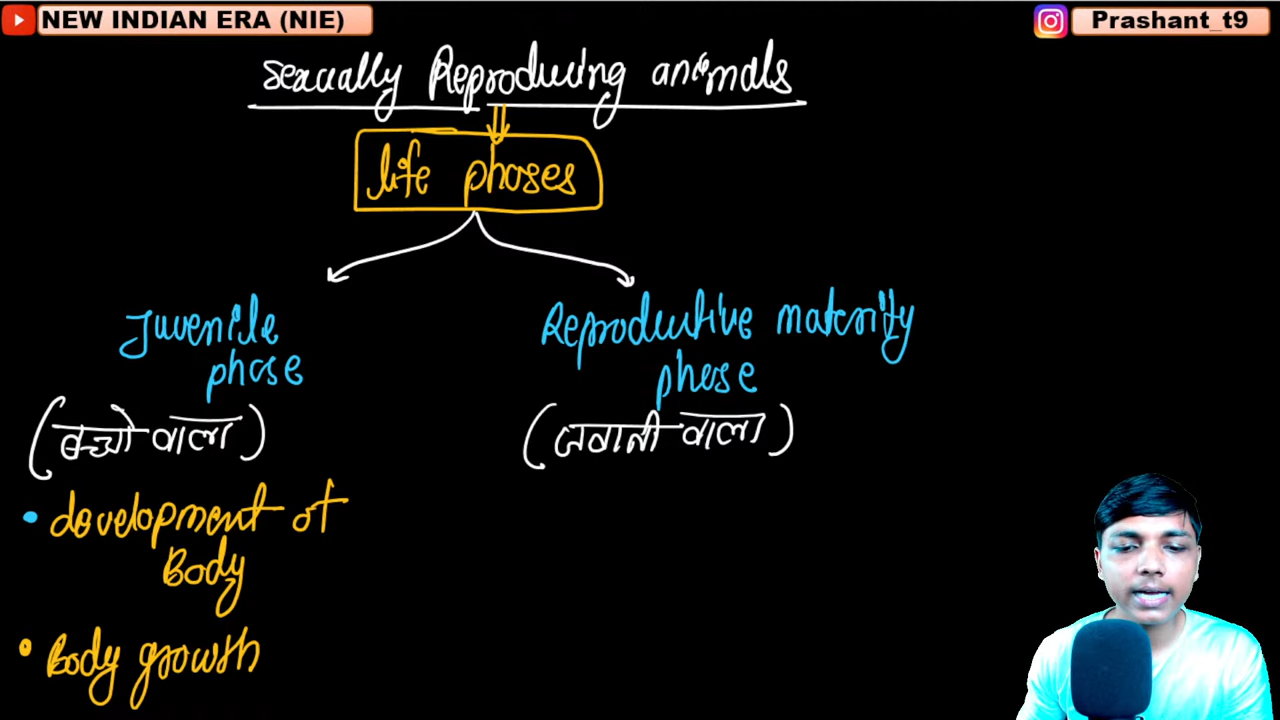 NEW INDIAN ERA (NIE)
Prashant_t9
Sexually Reproducing animals
life phases
Juvenile
phase
(बच्चो वाला)
Reproductive maturity
phase
(जवानी वाला)
• development of
Body
• Body growth